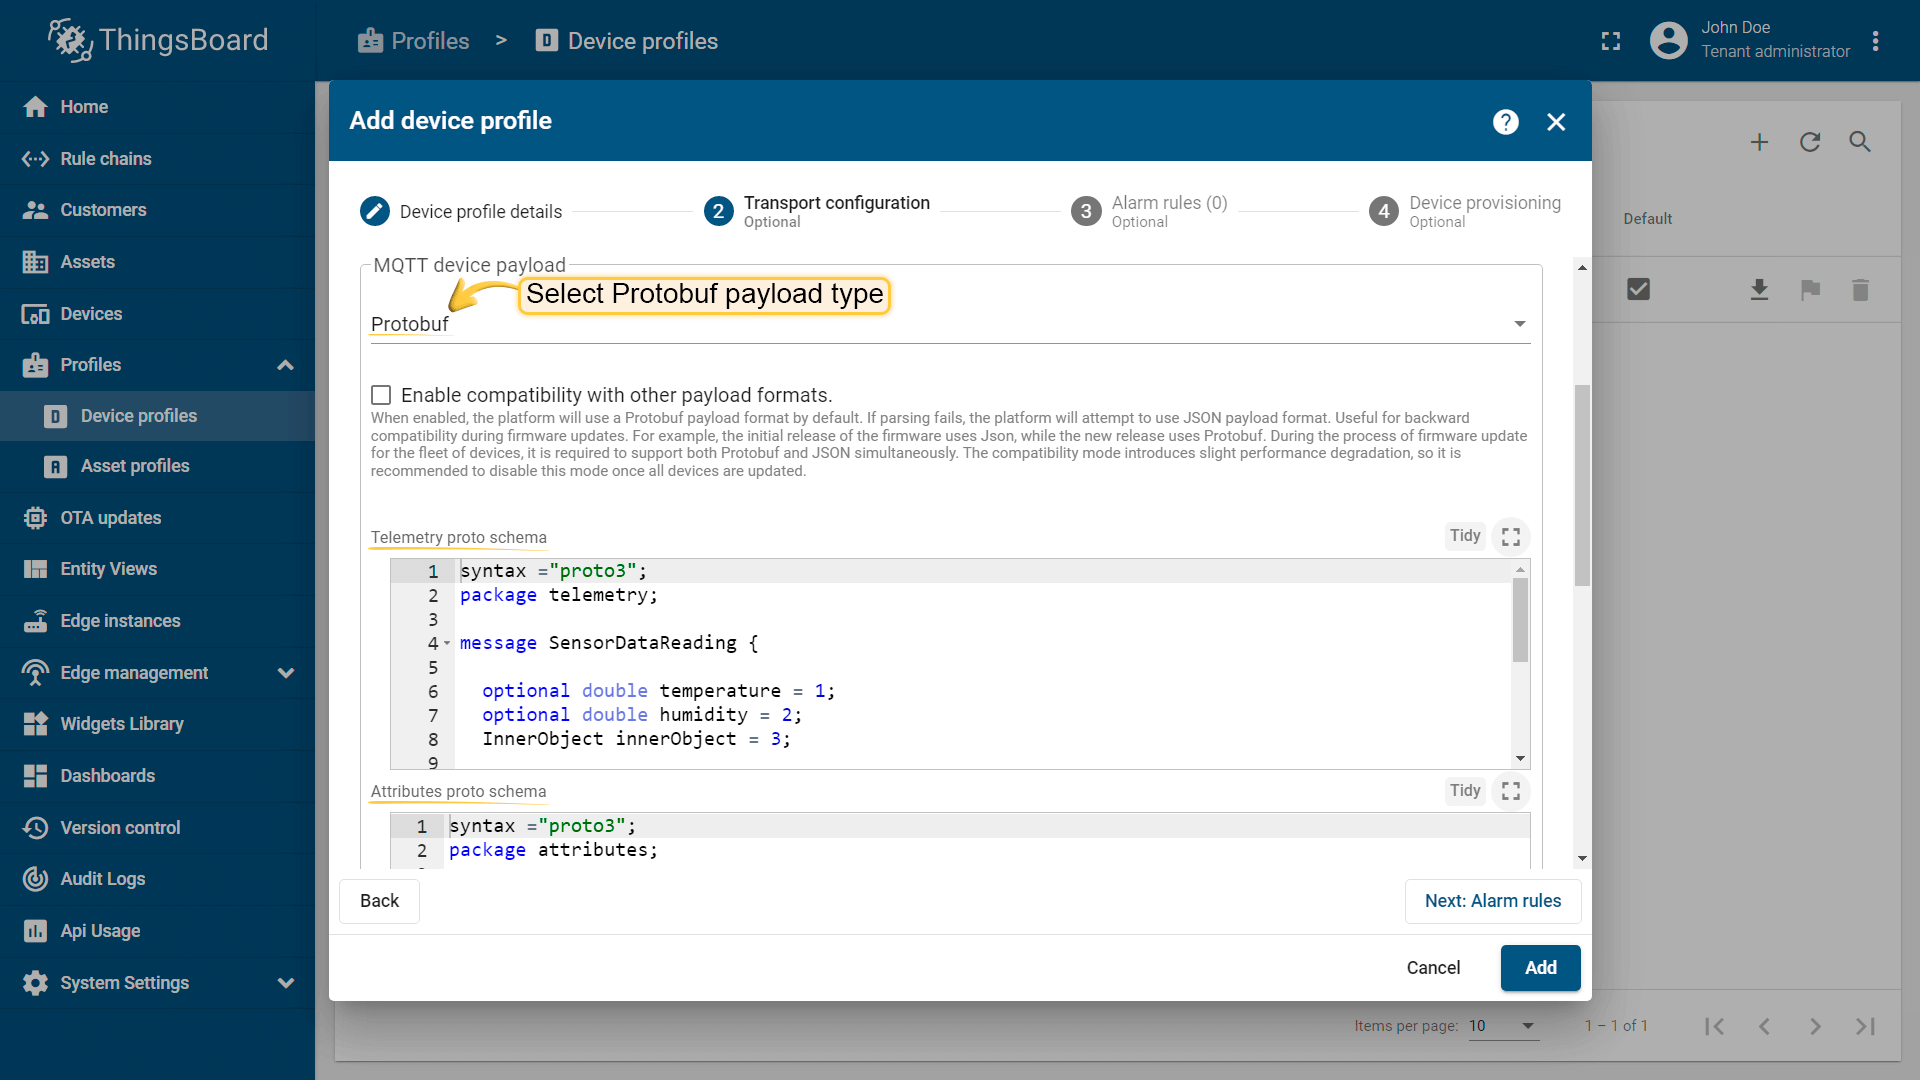 ThingsBoard
Profiles > D Device profiles
John Doe
Tenant administrator
Home
Rule chains
Customers
Assets
Devices
Profiles
D Device profiles
A Asset profiles
OTA updates
Entity Views
Edge instances
Edge management
Widgets Library
Dashboards
Version control
Audit Logs
Api Usage
System Settings
Add device profile
?
Device profile details
2 Transport configuration
Optional
3 Alarm rules (0)
Optional
4 Device provisioning
Optional
Default
MQTT device payload
Select Protobuf payload type
Protobuf
Enable compatibility with other payload formats.
When enabled, the platform will use a Protobuf payload format by default. If parsing fails, the platform will attempt to use JSON payload format. Useful for backward
compatibility during firmware updates. For example, the initial release of the firmware uses Json, while the new release uses Protobuf. During the process of firmware update
for the fleet of devices, it is required to support both Protobuf and JSON simultaneously. The compatibility mode introduces slight performance degradation, so it is
recommended to disable this mode once all devices are updated.
Telemetry proto schema
Tidy
1 syntax ="proto3";
2 package telemetry;
3
4 message SensorDataReading {
5
6 optional double temperature = 1;
7 optional double humidity = 2;
8 InnerObject innerObject = 3;
9
Attributes proto schema
Tidy
1 syntax ="proto3";
2 package attributes;
Back
Next: Alarm rules
Cancel
Add
Items per page: 10
1 – 1 of 1